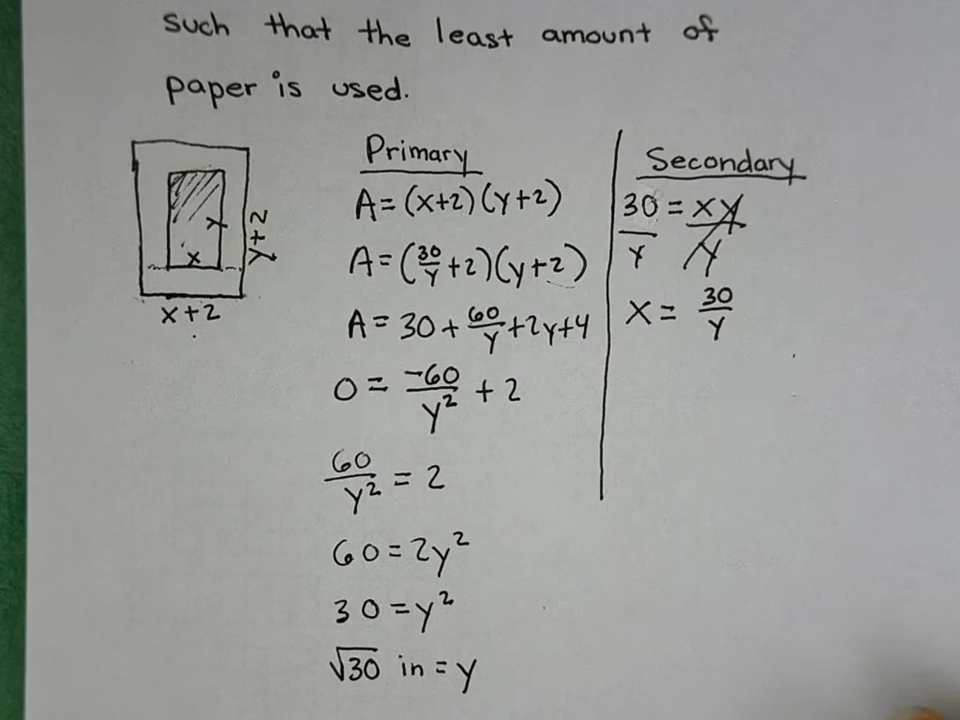 such that the least amount of
paper is used.
x
y
y+2
x+2
Primary
A=(x+2)(y+2)
A=(30/y+2)(y+2)
A=30+60/y+2y+4
0=-60/y²+2
60/y²=2
60=2y²
30=y²
√30 in=y
Secondary
30/y=xy/y
x=30/y